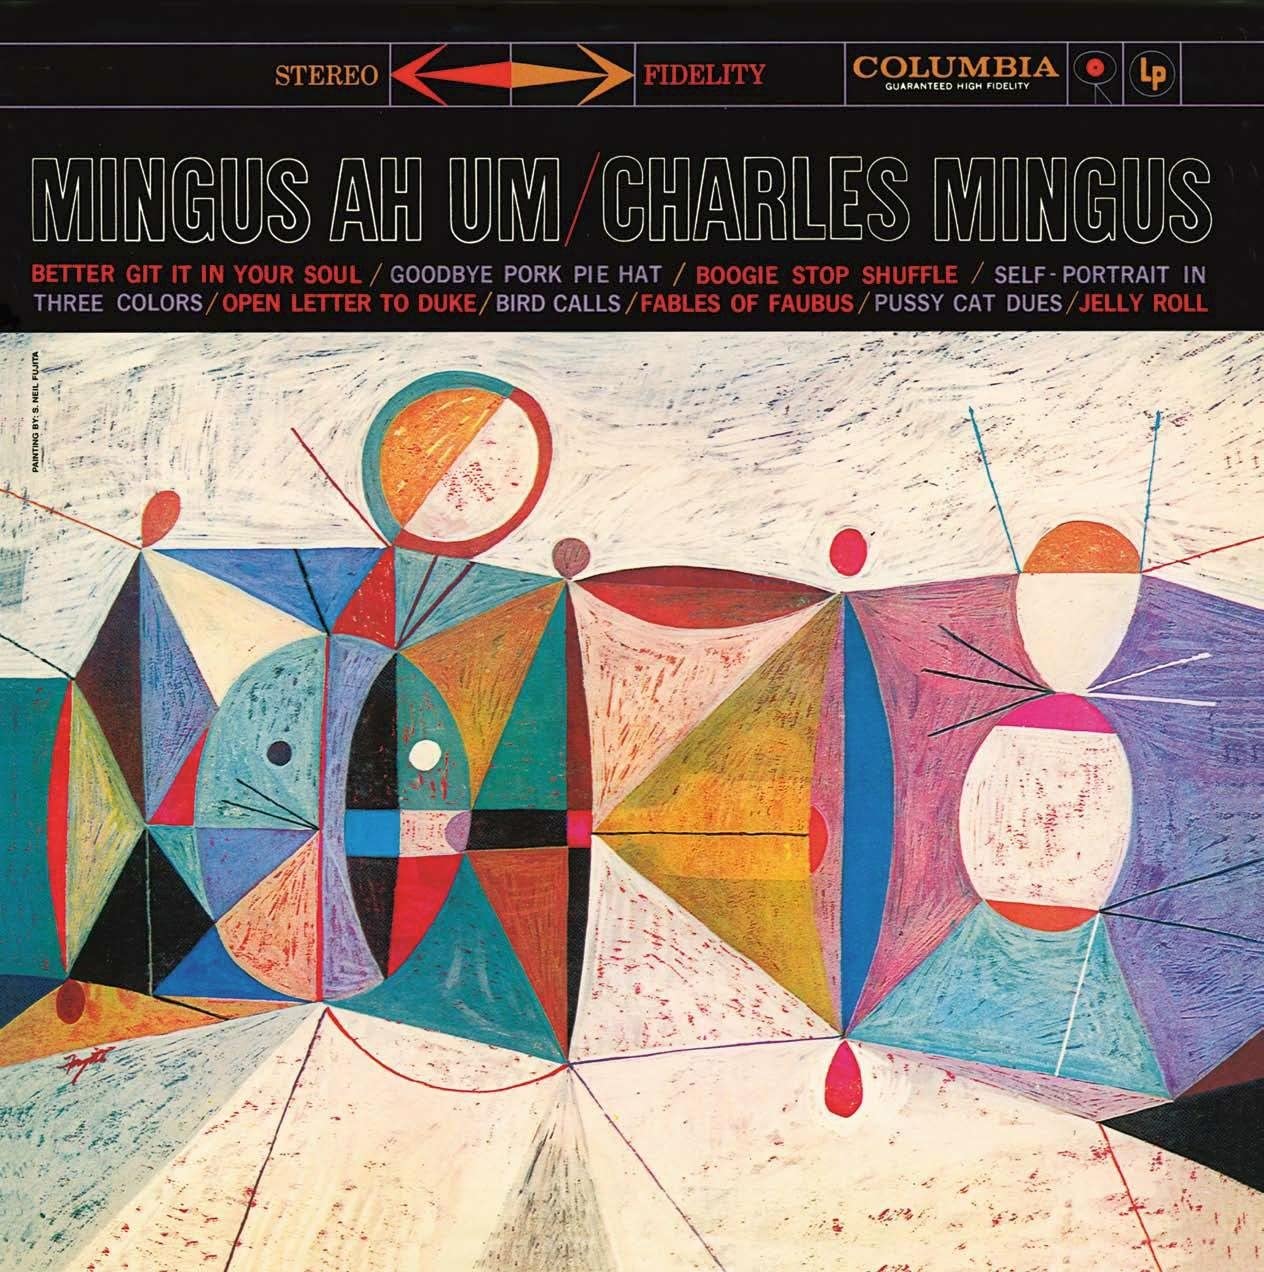 STEREO FIDELITY COLUMBIA Lp
GUARANTEED HIGH FIDELITY
MINGUS AH UM/CHARLES MINGUS
BETTER GIT IT IN YOUR SOUL / GOODBYE PORK PIE HAT / BOOGIE STOP SHUFFLE / SELF-PORTRAIT IN
THREE COLORS/OPEN LETTER TO DUKE/BIRD CALLS/FABLES OF FAUBUS/PUSSY CAT DUES/JELLY ROLL
PAINTING BY: S. NEIL FUJITA
Fujita